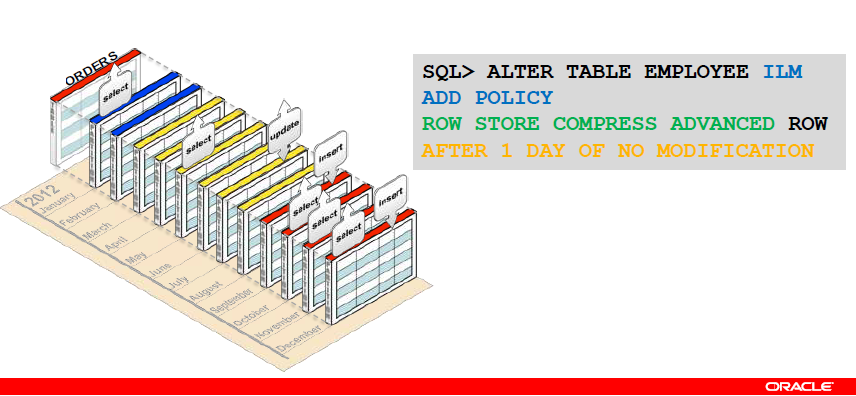 ORDERS
select
select
update
insert
select
select
select
insert
2012
January
February
March
April
May
June
July
August
September
October
November
December
SQL> ALTER TABLE EMPLOYEE ILM
ADD POLICY
ROW STORE COMPRESS ADVANCED ROW
AFTER 1 DAY OF NO MODIFICATION
ORACLE